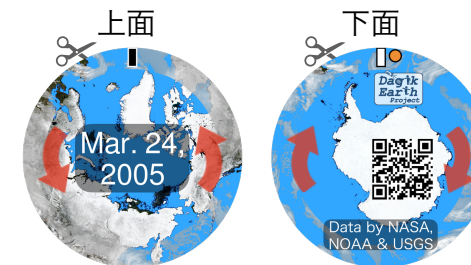 上面
下面
Mar. 24,
2005
Dagik
Earth
Project
Data by NASA,
NOAA & USGS